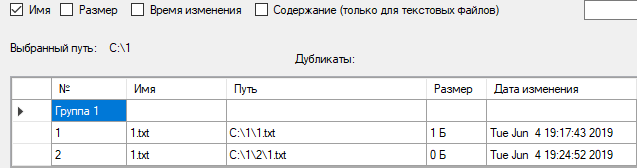 Имя Размер Время изменения Содержание (только для текстовых файлов)
Выбранный путь: C:\1
Дубликаты:
№ Имя Путь Размер Дата изменения
Группа 1
1 1.txt C:\1\1.txt 1 Б Tue Jun 4 19:17:43 2019
2 1.txt C:\1\2\1.txt 0 Б Tue Jun 4 19:24:52 2019